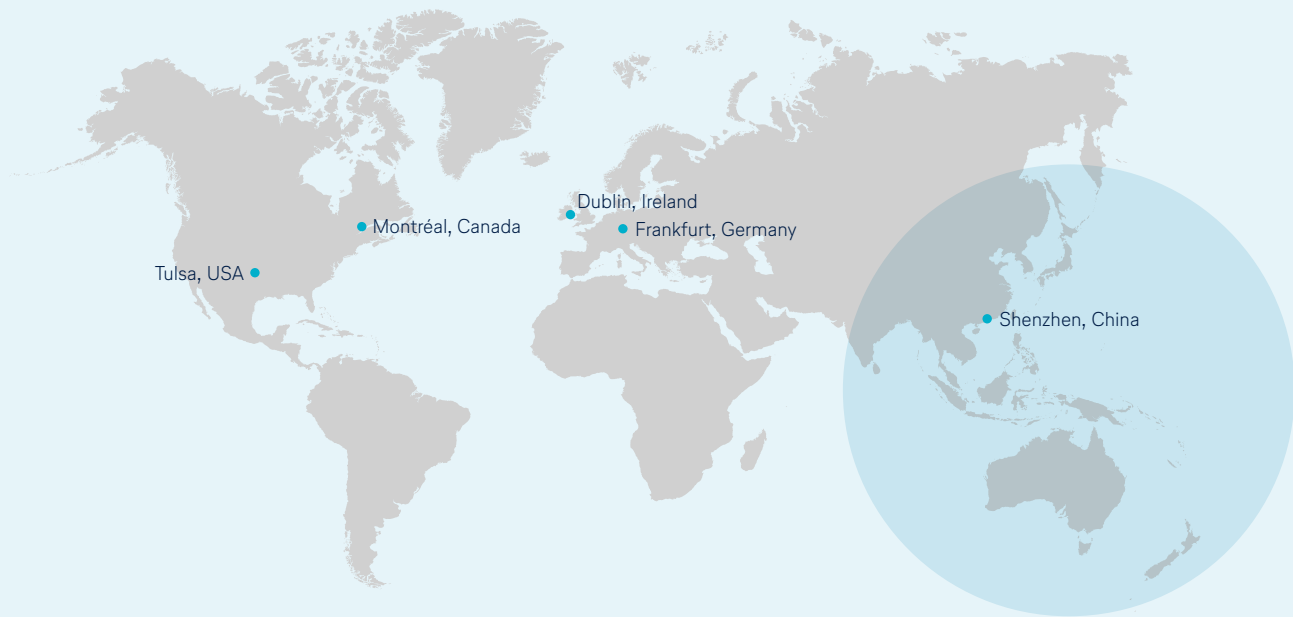 Dublin, Ireland
Montréal, Canada
Frankfurt, Germany
Tulsa, USA
Shenzhen, China